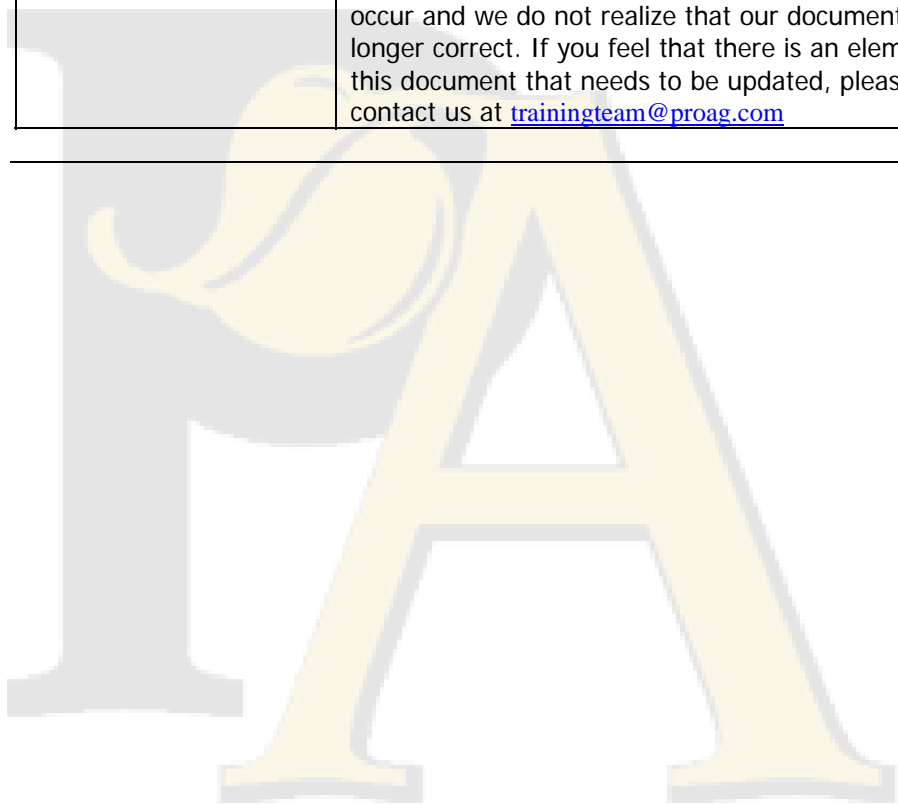 occur and we do not realize that our document
longer correct. If you feel that there is an elem
this document that needs to be updated, pleas
contact us at trainingteam@proag.com
PA